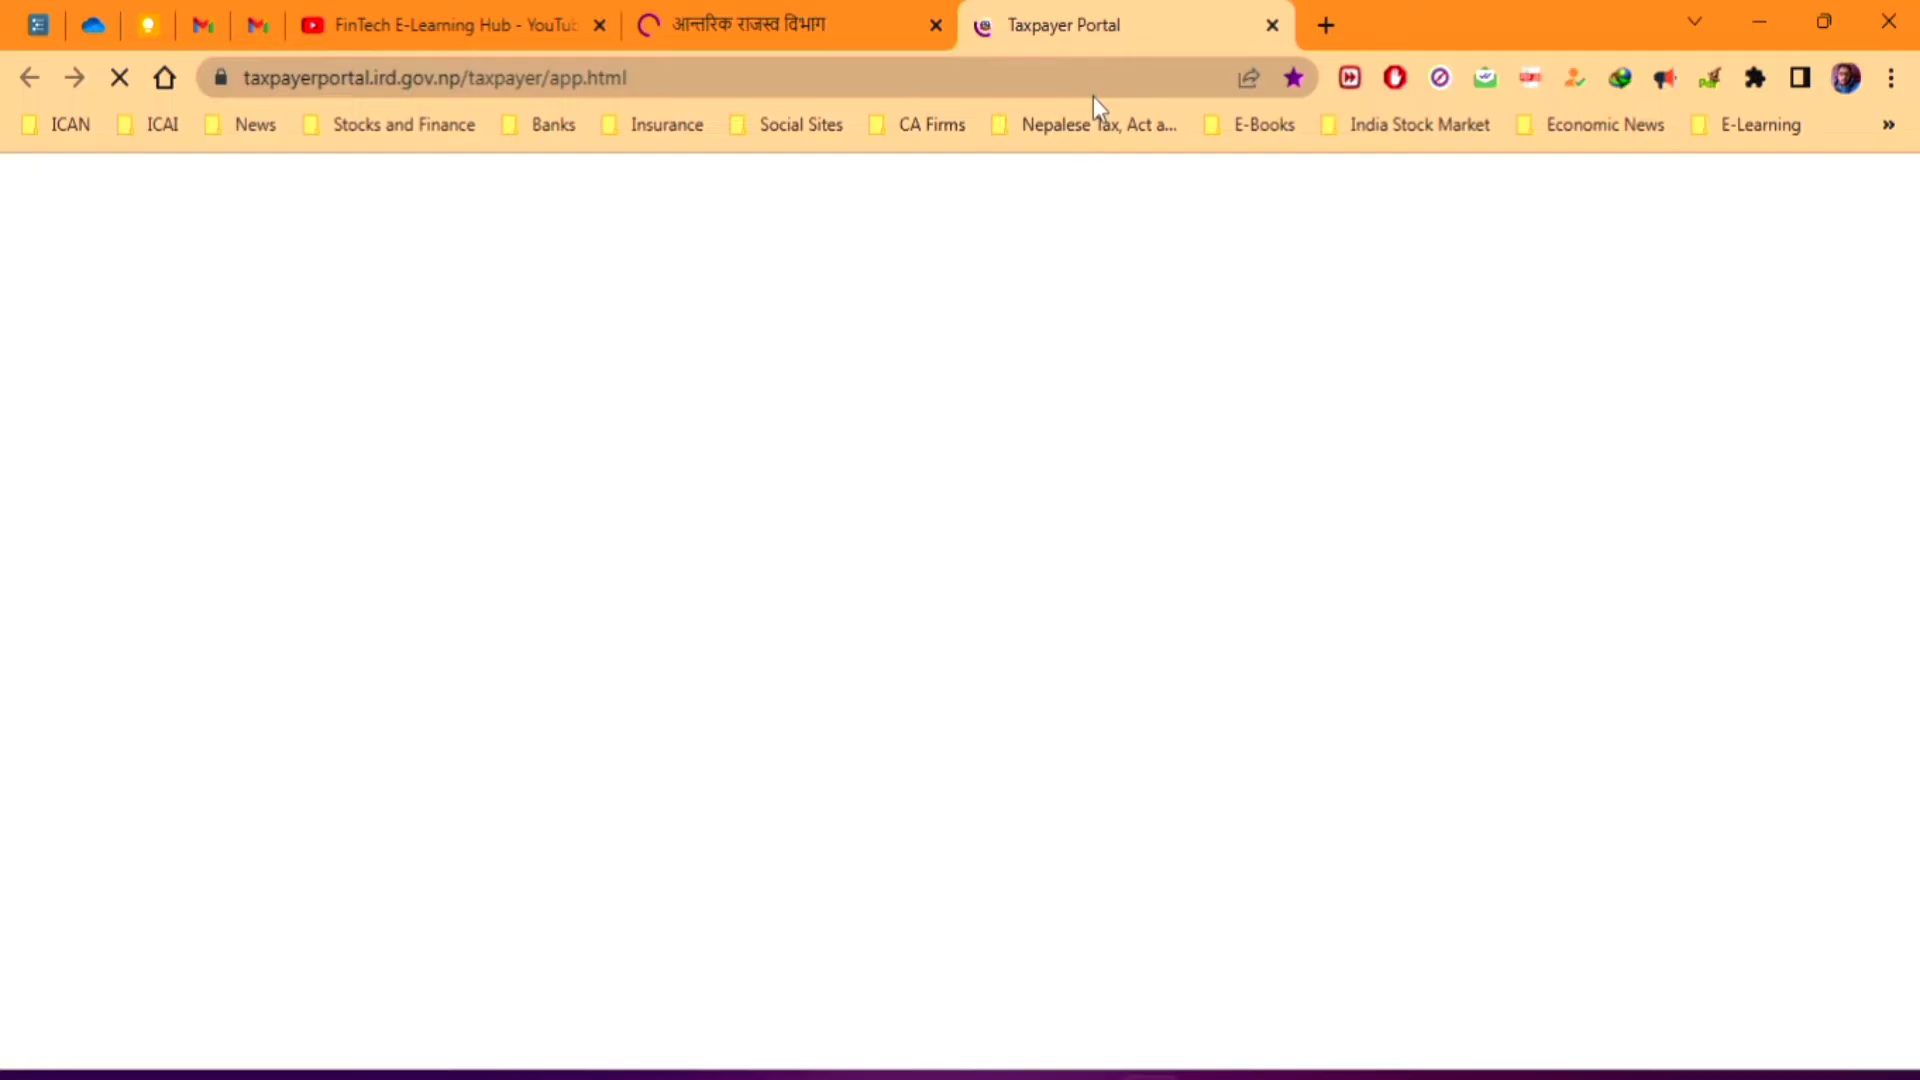 FinTech E-Learning Hub - YouTub
आन्तरिक राजस्व विभाग
Taxpayer Portal
taxpayerportal.ird.gov.np/taxpayer/app.html
ICAN
ICAI
News
Stocks and Finance
Banks
Insurance
Social Sites
CA Firms
Nepalese Tax, Act a...
E-Books
India Stock Market
Economic News
E-Learning